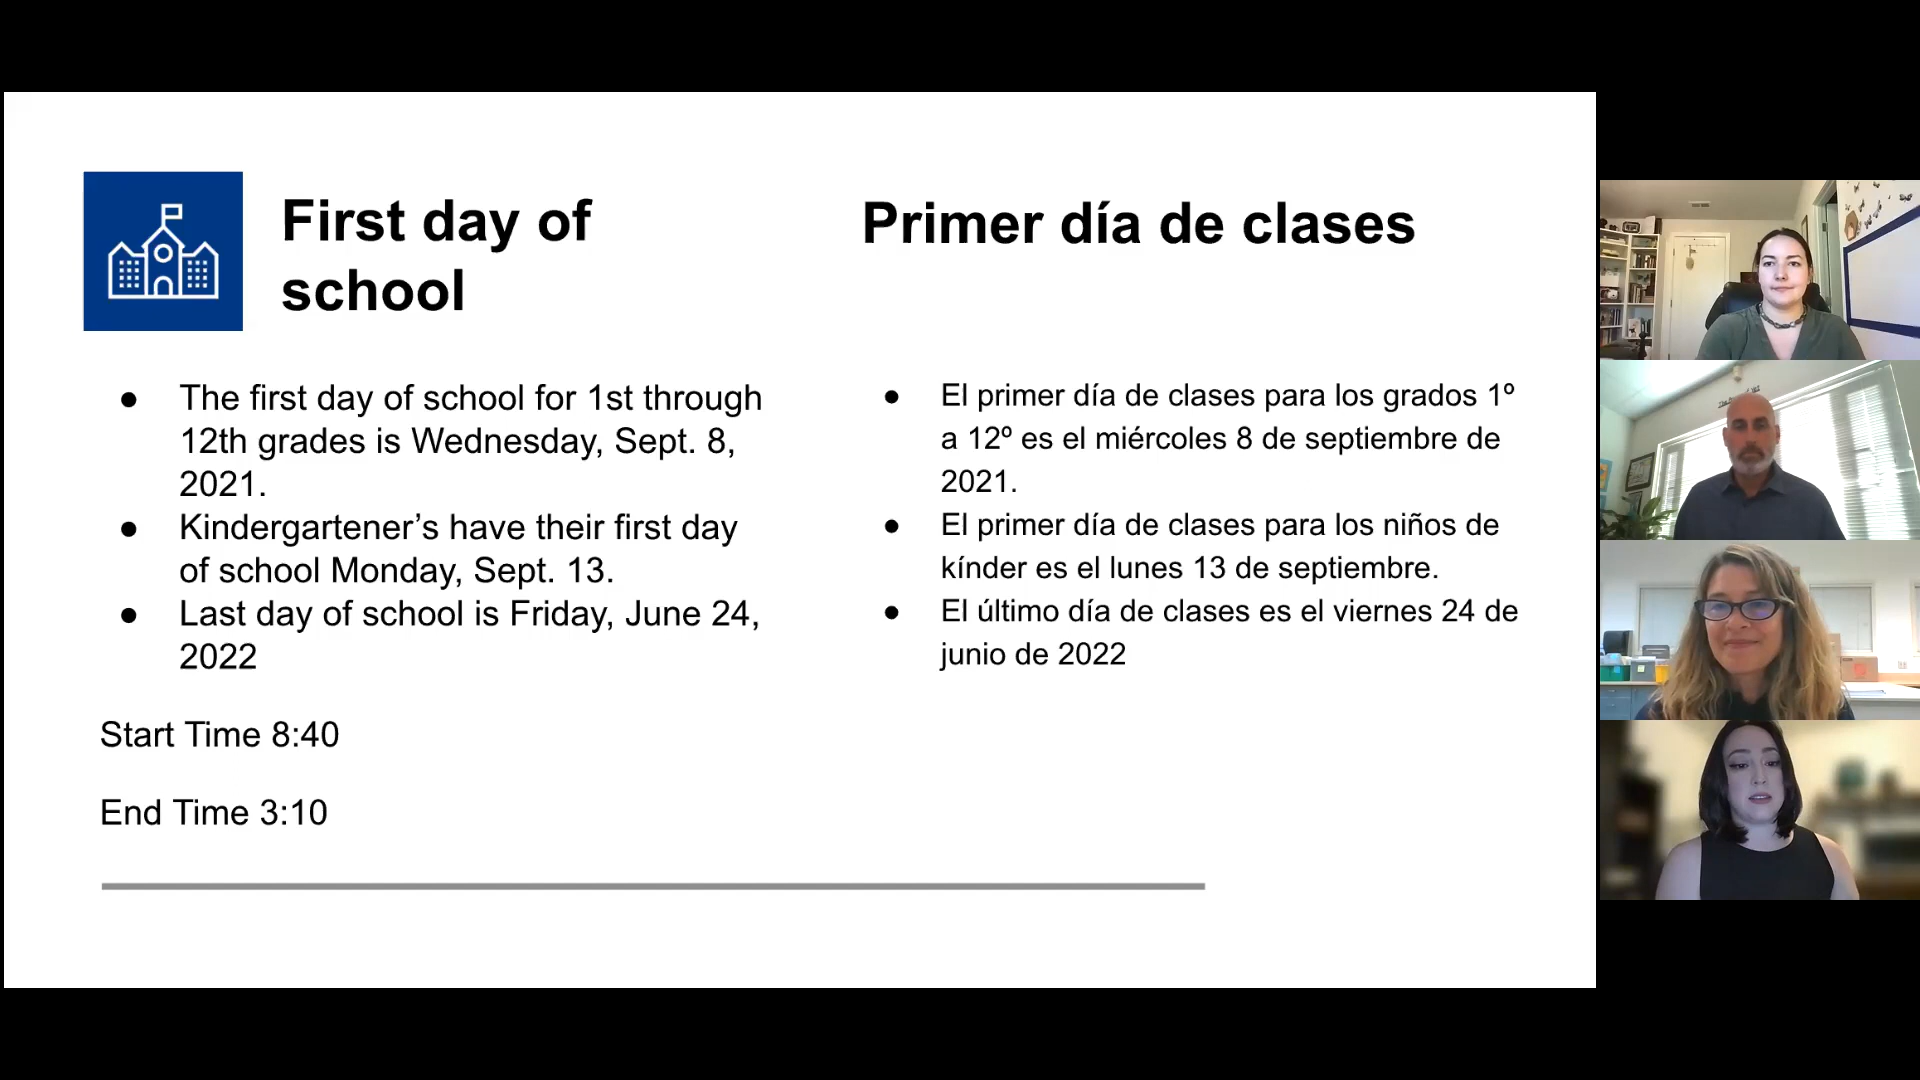 First day of
school
The first day of school for 1st through
12th grades is Wednesday, Sept. 8,
2021.
Kindergartener’s have their first day
of school Monday, Sept. 13.
Last day of school is Friday, June 24,
2022
Start Time 8:40
End Time 3:10
Primer día de clases
El primer día de clases para los grados 1º
a 12º es el miércoles 8 de septiembre de
2021.
El primer día de clases para los niños de
kínder es el lunes 13 de septiembre.
El último día de clases es el viernes 24 de
junio de 2022